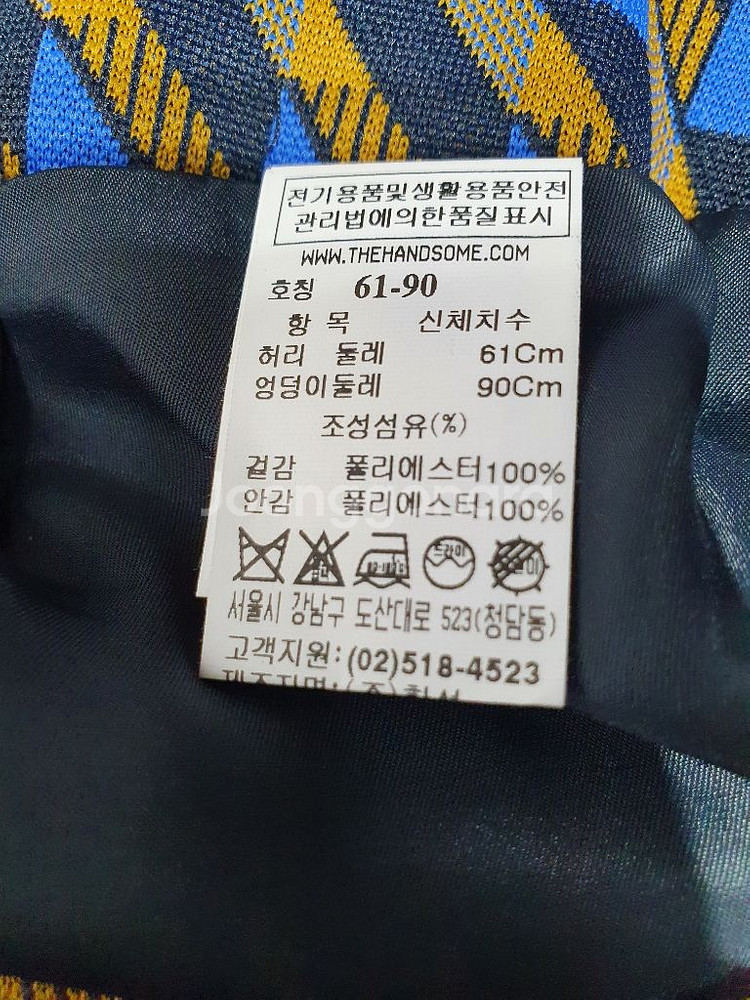 전기용품및생활용품안전
관리법에의한품질표시
WWW.THEHANDSOME.COM
호칭 61-90
항 목 신체치수
허리 둘레 61Cm
엉덩이둘레 90Cm
조성섬유(%)
겉감 폴리에스터100%
안감 폴리에스터100%
드라이
서울시 강남구 도산대로 523(청담동)
고객지원:(02)518-4523